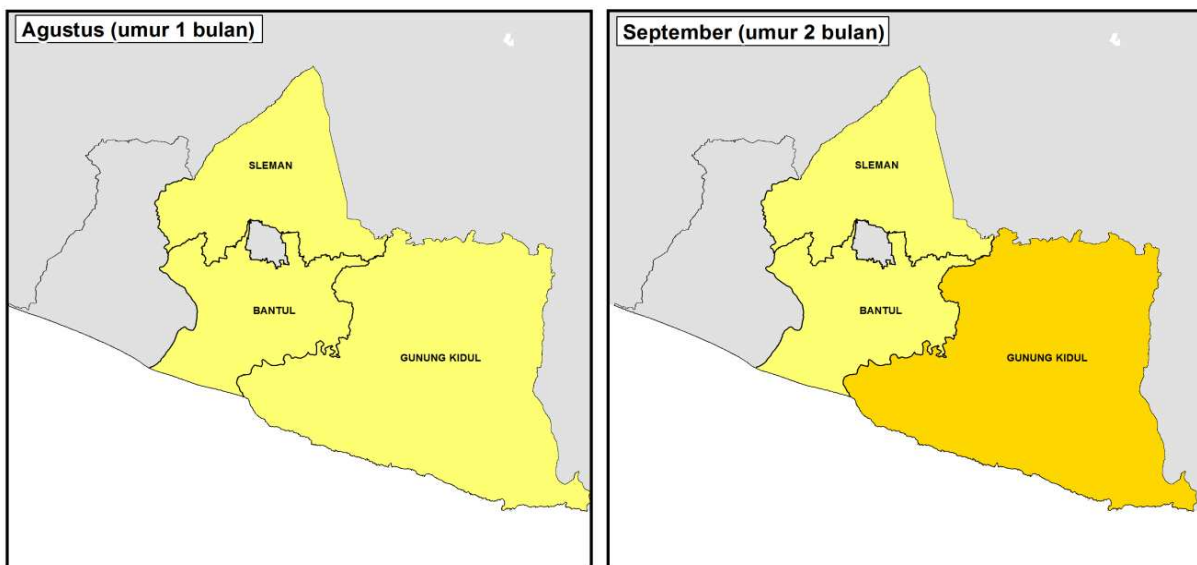 Agustus (umur 1 bulan)
SLEMAN
BANTUL
GUNUNG KIDUL
September (umur 2 bulan)
SLEMAN
BANTUL
GUNUNG KIDUL